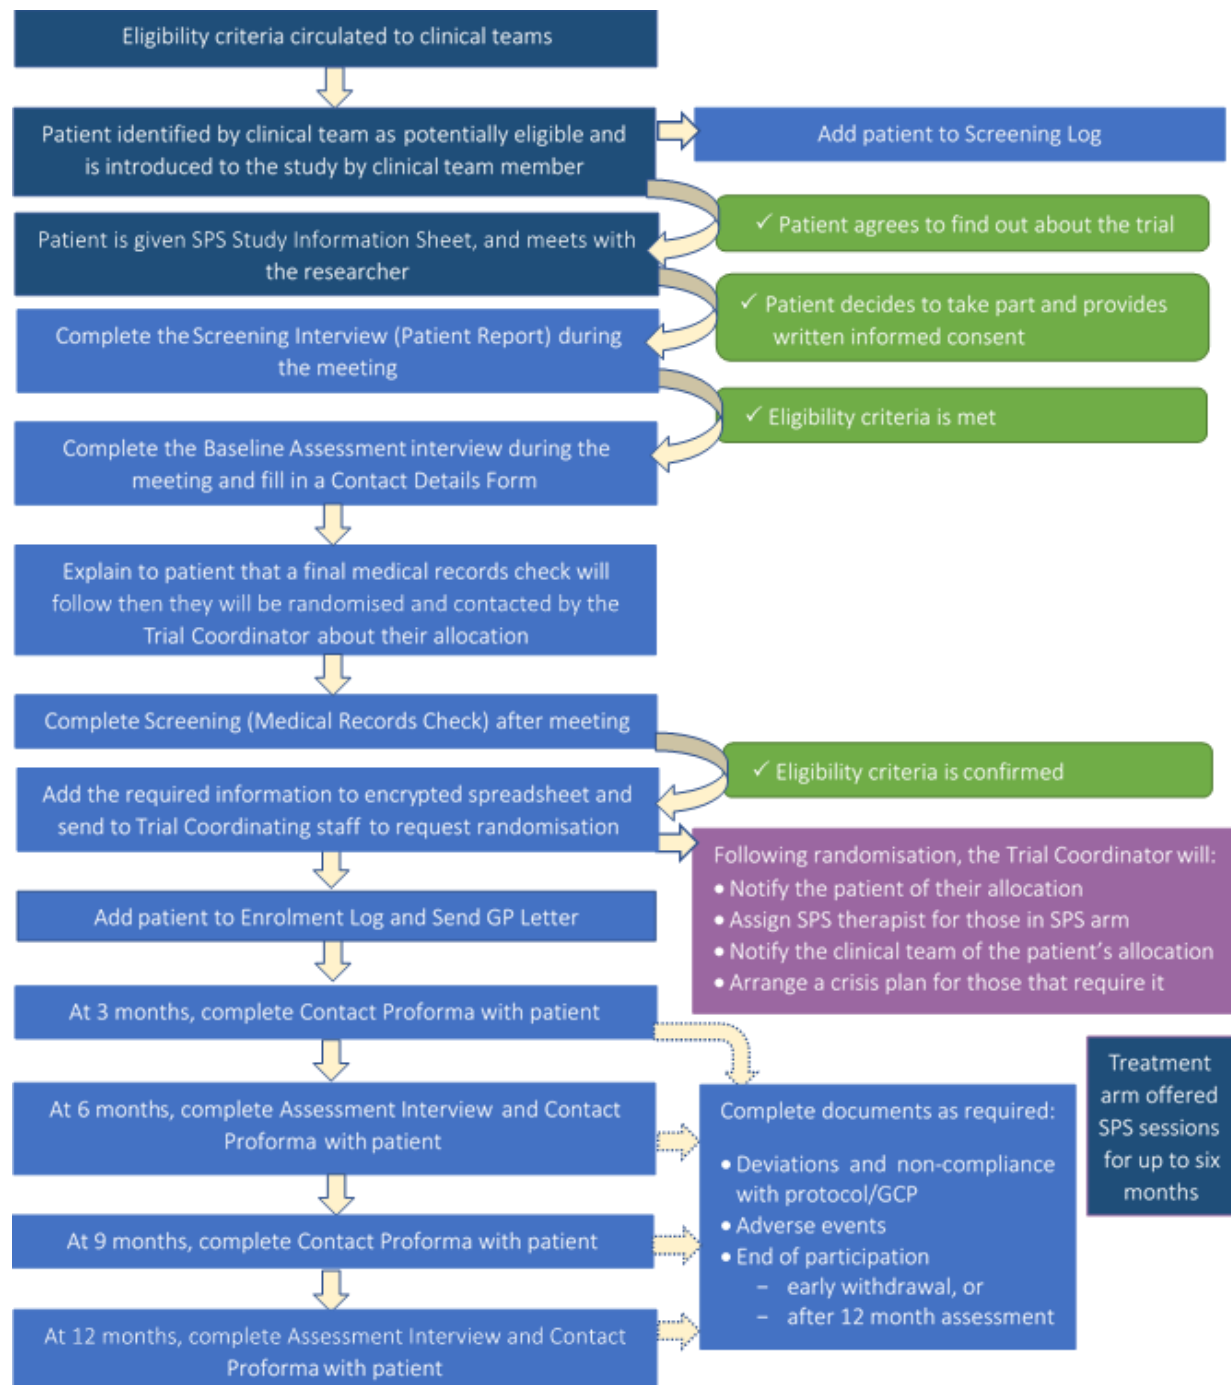 Eligibility criteria circulated to clinical teams
Patient identified by clinical team as potentially eligible and
is introduced to the study by clinical team member
Add patient to Screening Log
✓ Patient agrees to find out about the trial
Patient is given SPS Study Information Sheet, and meets with
the researcher
✓ Patient decides to take part and provides
written informed consent
Complete the Screening Interview (Patient Report) during
the meeting
✓ Eligibility criteria is met
Complete the Baseline Assessment interview during the
meeting and fill in a Contact Details Form
Explain to patient that a final medical records check will
follow then they will be randomised and contacted by the
Trial Coordinator about their allocation
Complete Screening (Medical Records Check) after meeting
✓ Eligibility criteria is confirmed
Add the required information to encrypted spreadsheet and
send to Trial Coordinating staff to request randomisation
Following randomisation, the Trial Coordinator will:
• Notify the patient of their allocation
• Assign SPS therapist for those in SPS arm
• Notify the clinical team of the patient's allocation
• Arrange a crisis plan for those that require it
Add patient to Enrolment Log and Send GP Letter
At 3 months, complete Contact Proforma with patient
Treatment
arm offered
SPS sessions
for up to six
months
At 6 months, complete Assessment Interview and Contact
Proforma with patient
Complete documents as required:
• Deviations and non-compliance
with protocol/GCP
• Adverse events
• End of participation
– early withdrawal, or
– after 12 month assessment
At 9 months, complete Contact Proforma with patient
At 12 months, complete Assessment Interview and Contact
Proforma with patient